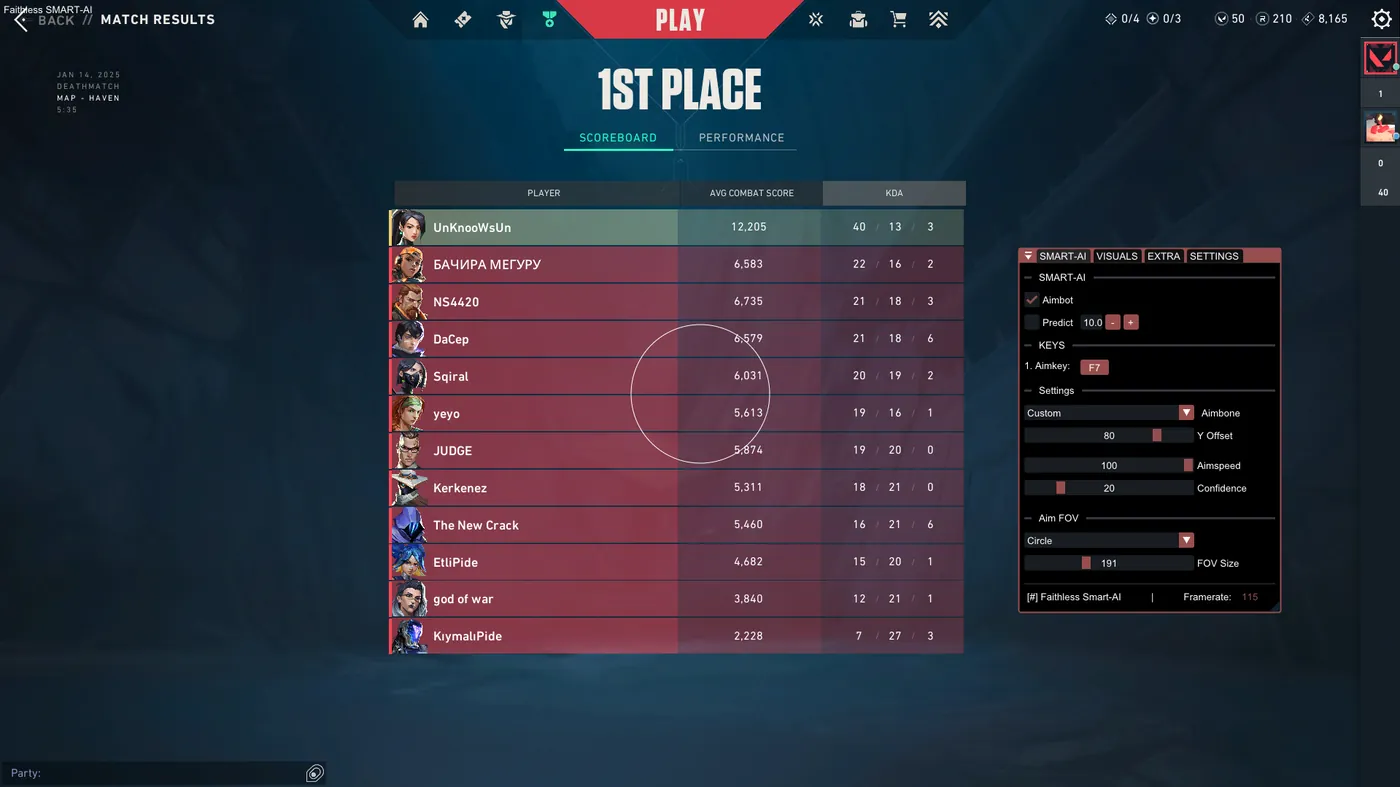 Faithless SMART-AI
BACK // MATCH RESULTS
PLAY
0/4 0/3 50 210 8,165
JAN 14, 2025
DEATHMATCH
MAP - HAVEN
5:35
1ST PLACE
SCOREBOARD PERFORMANCE
PLAYER AVG COMBAT SCORE KDA
UnKnooWsUn 12,205 40 / 13 / 3
БАЧИРА МЕГУРУ 6,583 22 / 16 / 2
NS4420 6,735 21 / 18 / 3
DaCep 6,579 21 / 18 / 6
Sqiral 6,031 20 / 19 / 2
yeyo 5,613 19 / 16 / 1
JUDGE 5,874 19 / 20 / 0
Kerkenez 5,311 18 / 21 / 0
The New Crack 5,460 16 / 21 / 6
EtliPide 4,682 15 / 20 / 1
god of war 3,840 12 / 21 / 1
KıymalıPide 2,228 7 / 27 / 3
1
0
40
SMART-AI VISUALS EXTRA SETTINGS
SMART-AI
Aimbot
Predict 10.0 - +
KEYS
1. Aimkey: F7
Settings
Custom Aimbone
80 Y Offset
100 Aimspeed
20 Confidence
Aim FOV
Circle
191 FOV Size
[#] Faithless Smart-AI | Framerate: 115
Party: